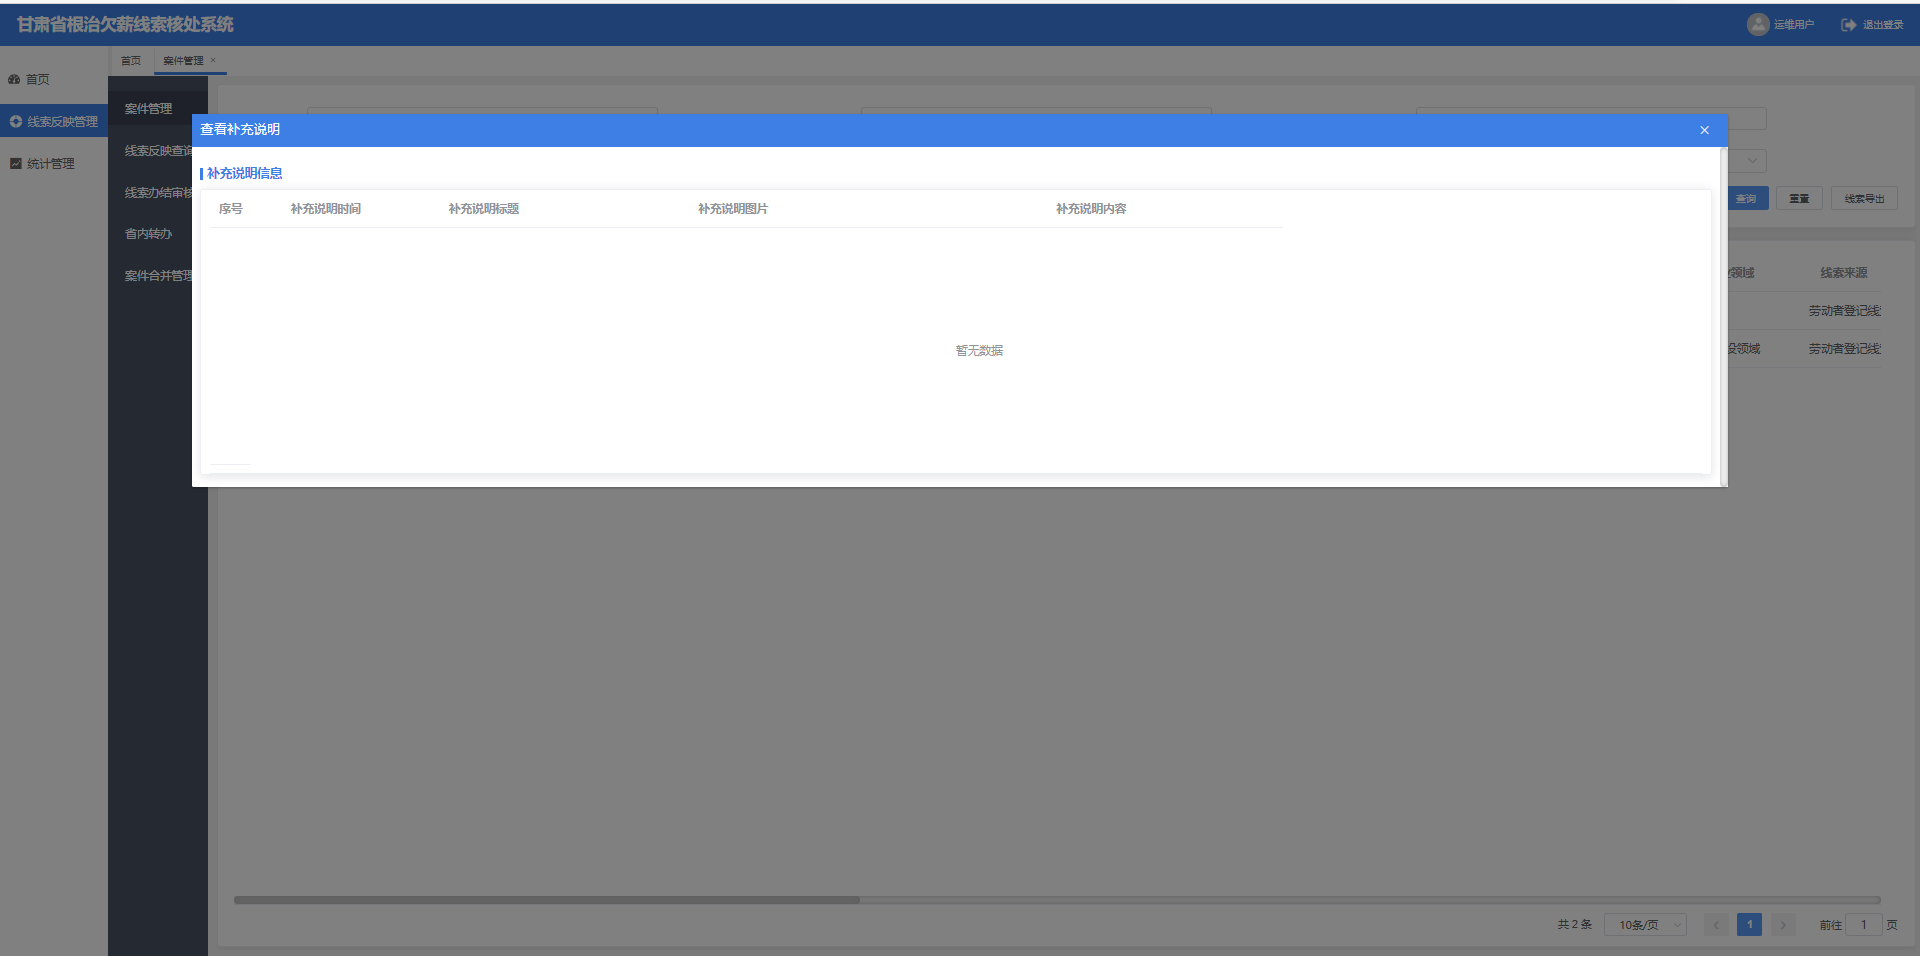 甘肃省根治欠薪线索核处系统
运维用户
退出登录
首页
案件管理 ×
首页
线索反映管理
统计管理
案件管理
线索反映查询
线索办结审核
省内转办
案件合并管理
查看补充说明
补充说明信息
序号 补充说明时间 补充说明标题 补充说明图片 补充说明内容
暂无数据
查询 重置 线索导出
领域 线索来源
劳动者登记线
设领域 劳动者登记线
共 2 条 10条/页 1 前往 1 页